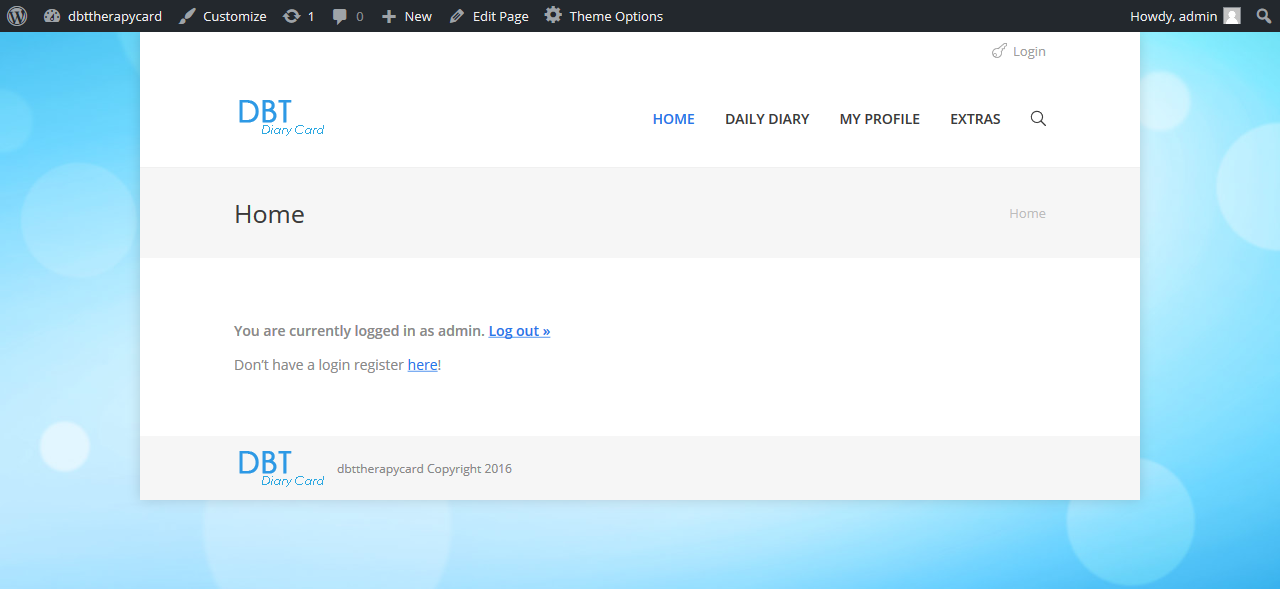 dbttherapycard Customize 1 0 New Edit Page Theme Options Howdy, admin
Login
DBT
Diary Card
HOME DAILY DIARY MY PROFILE EXTRAS
Home Home
You are currently logged in as admin. Log out »
Don’t have a login register here!
DBT
Diary Card
dbttherapycard Copyright 2016